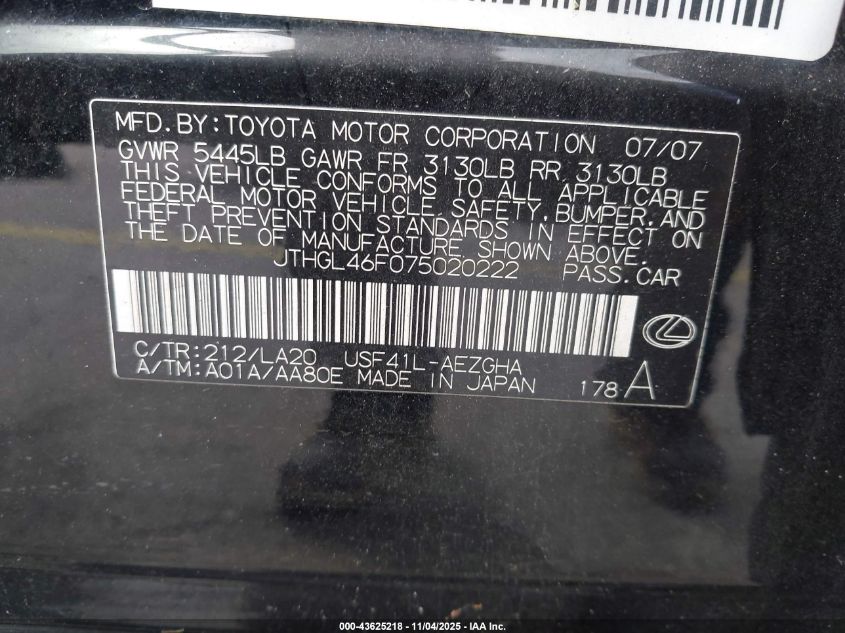 MFD.BY:TOYOTA MOTOR CORPORATION 07/07
GVWR 5445LB GAWR FR 3130LB RR 3130LB
THIS VEHICLE CONFORMS TO ALL APPLICABLE
FEDERAL MOTOR VEHICLE SAFETY,BUMPER,AND
THEFT PREVENTION STANDARDS IN EFFECT ON
THE DATE OF MANUFACTURE SHOWN ABOVE.
JTHGL46F075020222 PASS.CAR
C/TR:212/LA20 USF41L-AEZGHA
A/TM:A01A/AA80E MADE IN JAPAN 178 A
000-43625218 - 11/04/2025 - IAA Inc.